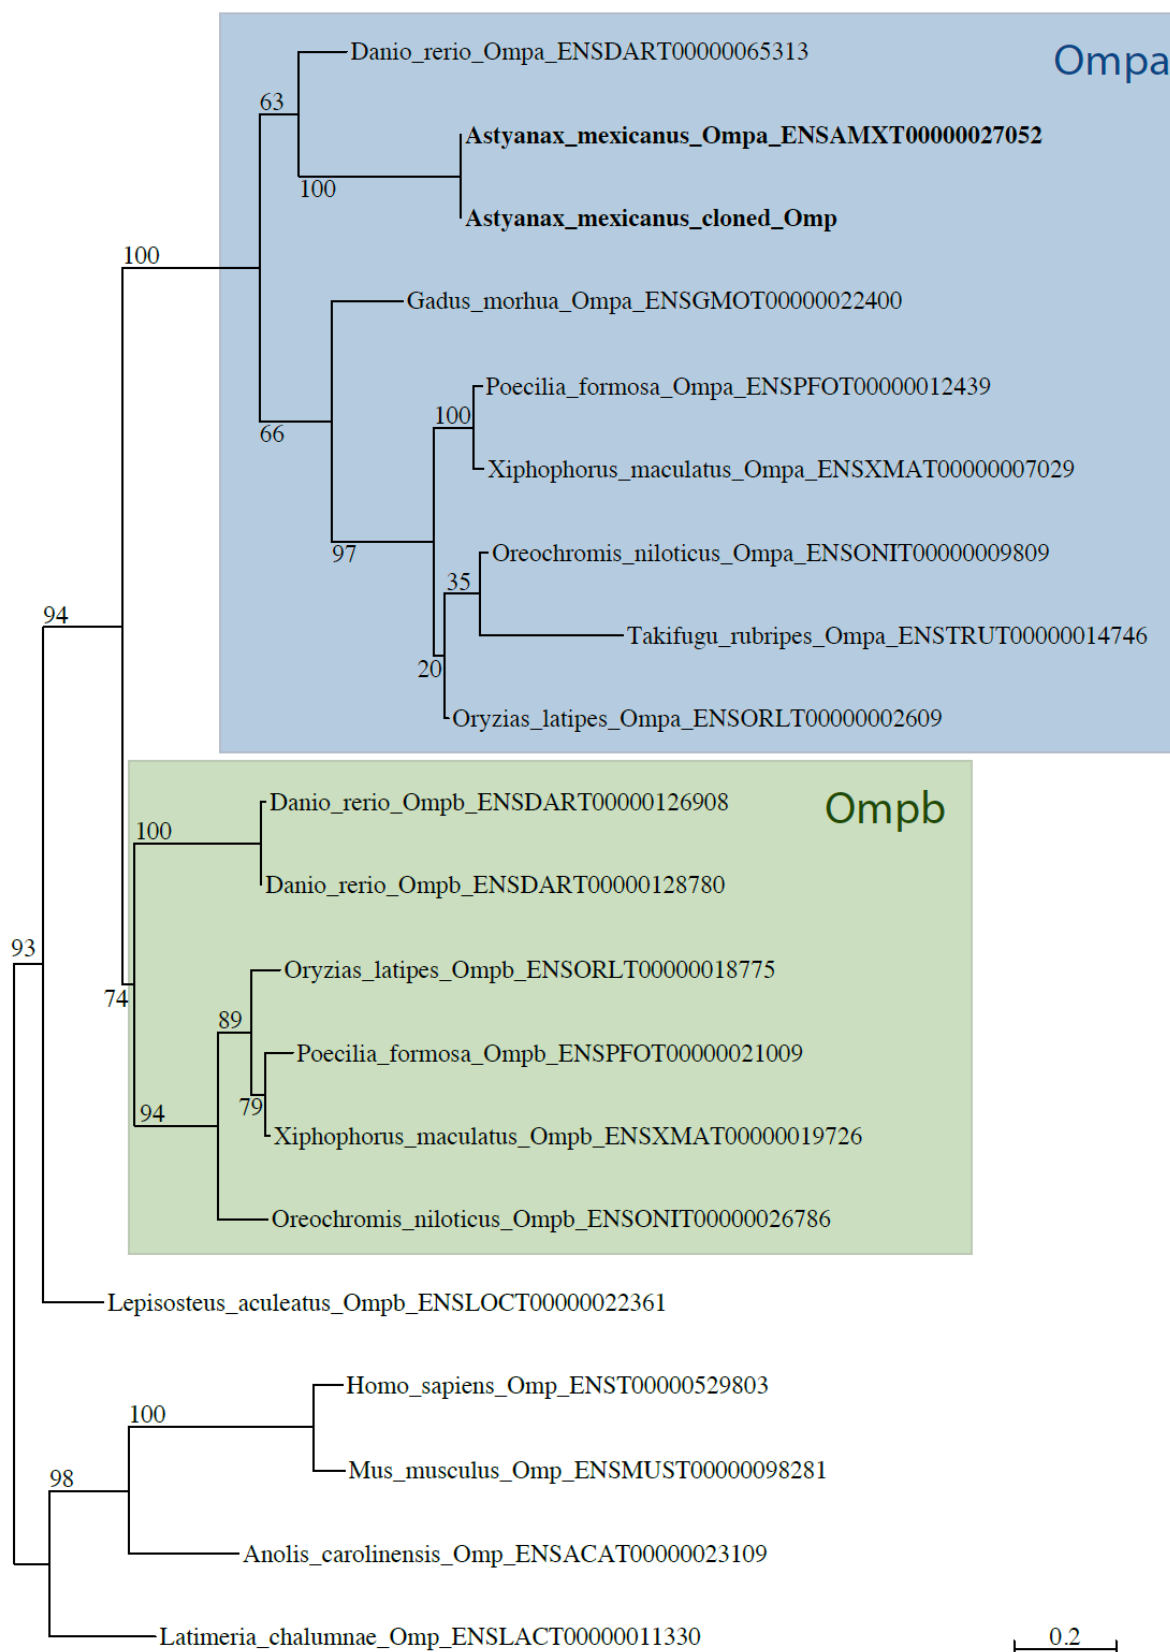 Danio_rerio_Ompa_ENSDART00000065313
Ompa
63
Astyanax_mexicanus_Ompa_ENSAMXT00000027052
100
Astyanax_mexicanus_cloned_Omp
100
Gadus_morhua_Ompa_ENSGMOT00000022400
Poecilia_formosa_Ompa_ENSPFOT00000012439
100
66
Xiphophorus_maculatus_Ompa_ENSXMAT00000007029
97
Oreochromis_niloticus_Ompa_ENSONIT00000009809
35
94
Takifugu_rubripes_Ompa_ENSTRUT00000014746
20
Oryzias_latipes_Ompa_ENSORLT00000002609
Danio_rerio_Ompb_ENSDART00000126908
Ompb
100
Danio_rerio_Ompb_ENSDART00000128780
93
Oryzias_latipes_Ompb_ENSORLT00000018775
74
89
Poecilia_formosa_Ompb_ENSPFOT00000021009
79
94
Xiphophorus_maculatus_Ompb_ENSXMAT00000019726
Oreochromis_niloticus_Ompb_ENSONIT00000026786
Lepisosteus_aculeatus_Ompb_ENSLOCT00000022361
Homo_sapiens_Omp_ENST00000529803
100
Mus_musculus_Omp_ENSMUST00000098281
98
Anolis_carolinensis_Omp_ENSACAT00000023109
Latimeria_chalumnae_Omp_ENSLACT00000011330
0.2